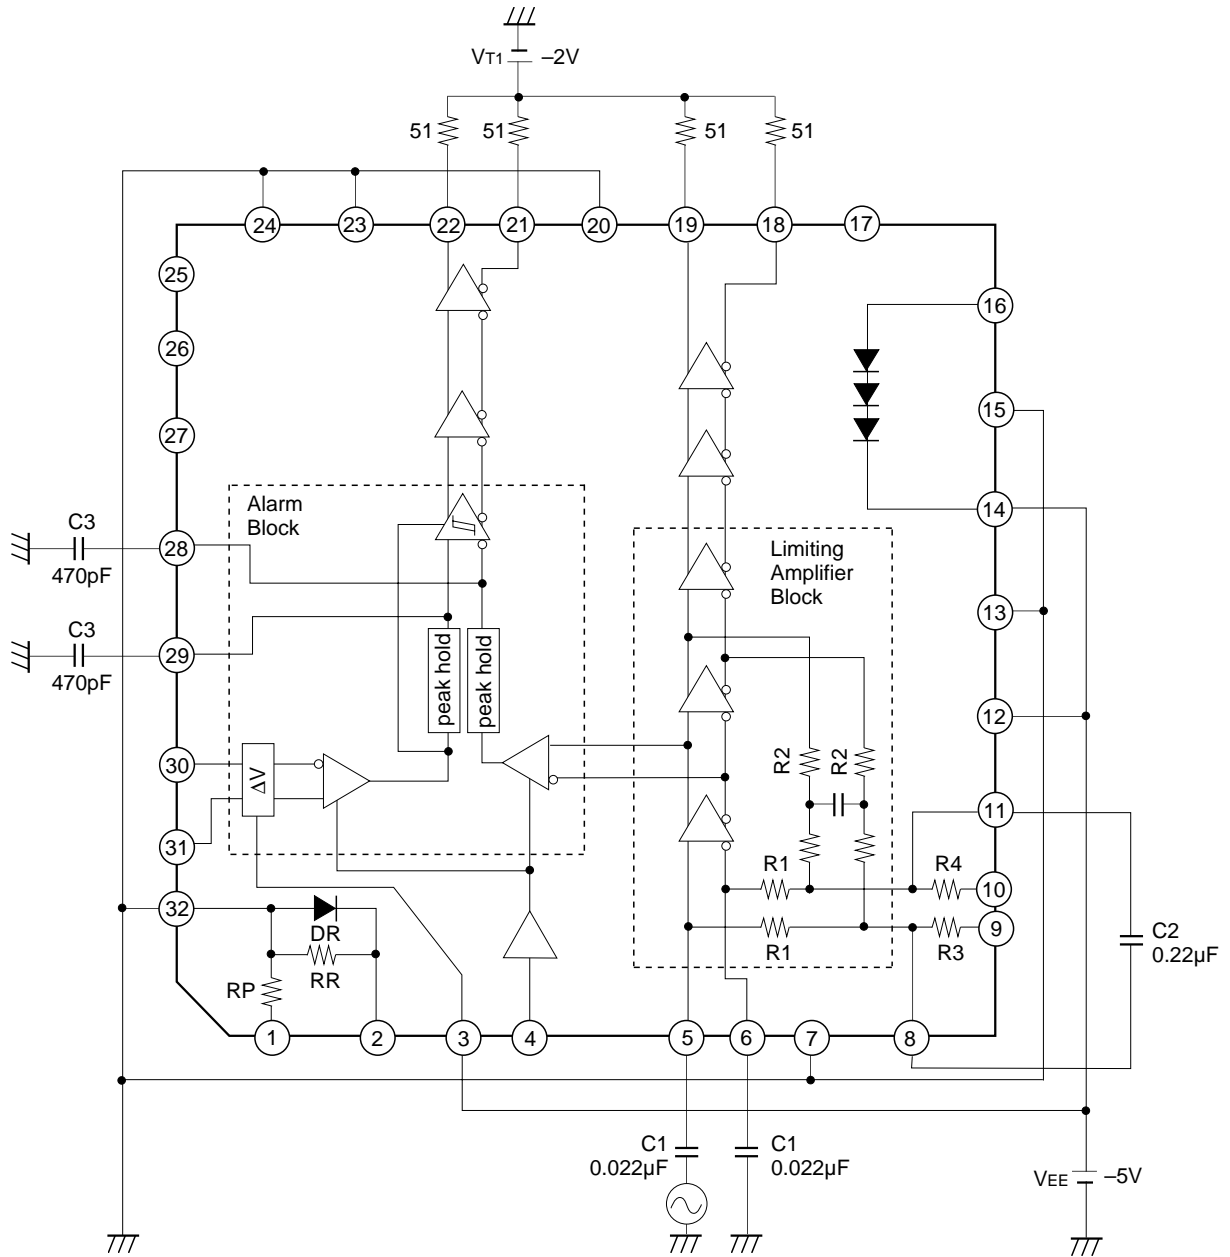 VT1 –2V
51 51 51 51
24 23 22 21 20 19 18 17
25
16
26
15
27
Alarm
Block
14
C3
28
470pF
Limiting
Amplifier
Block
13
C3
29
470pF
peak hold peak hold
12
30
ΔV
R2 R2
11
31
R1 R4 10
32
DR
R1 R3 9
C2
0.22µF
RR
RP
1 2 3 4 5 6 7 8
C1
0.022µF
C1
0.022µF
VEE –5V